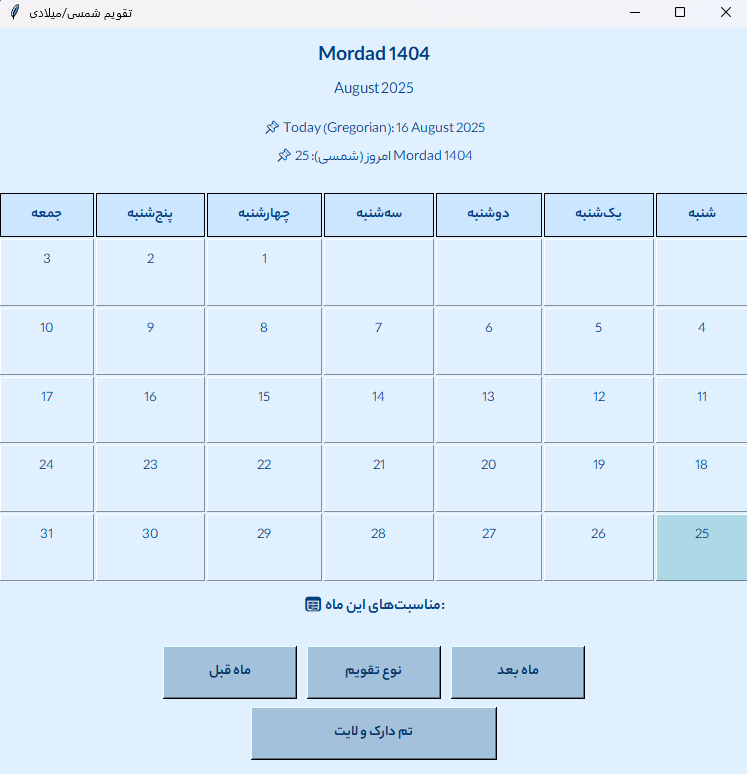 تقویم شمسی/میلادی
Mordad 1404
August 2025
📌 Today (Gregorian): 16 August 2025
📌 امروز (شمسی): 25 Mordad 1404
شنبه یک‌شنبه دوشنبه سه‌شنبه چهارشنبه پنج‌شنبه جمعه
1 2 3
4 5 6 7 8 9 10
11 12 13 14 15 16 17
18 19 20 21 22 23 24
25 26 27 28 29 30 31
مناسبت‌های این ماه:
ماه بعد نوع تقویم ماه قبل
تم دارک و لایت